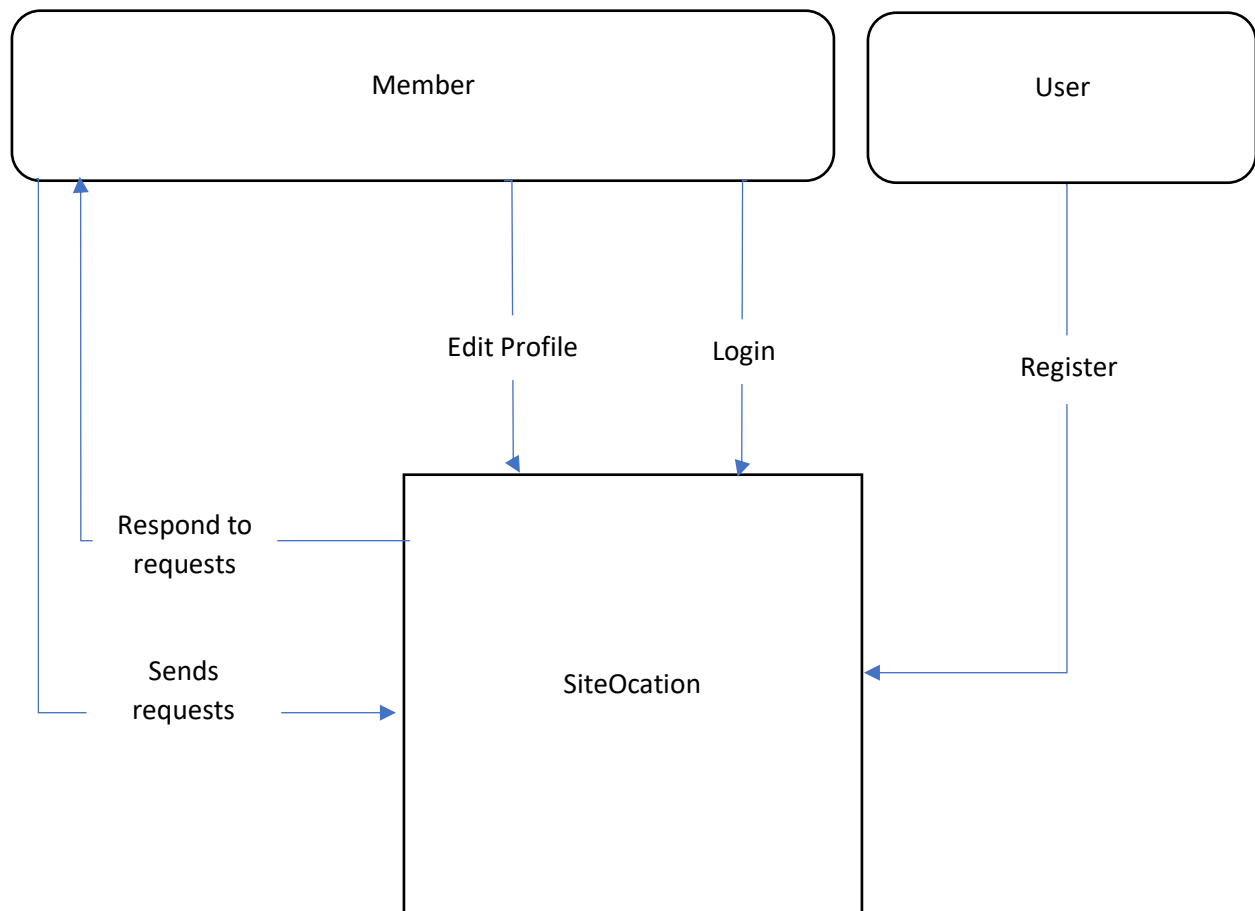 Member
User
Edit Profile
Login
Register
Respond to
requests
Sends
requests
SiteOcation